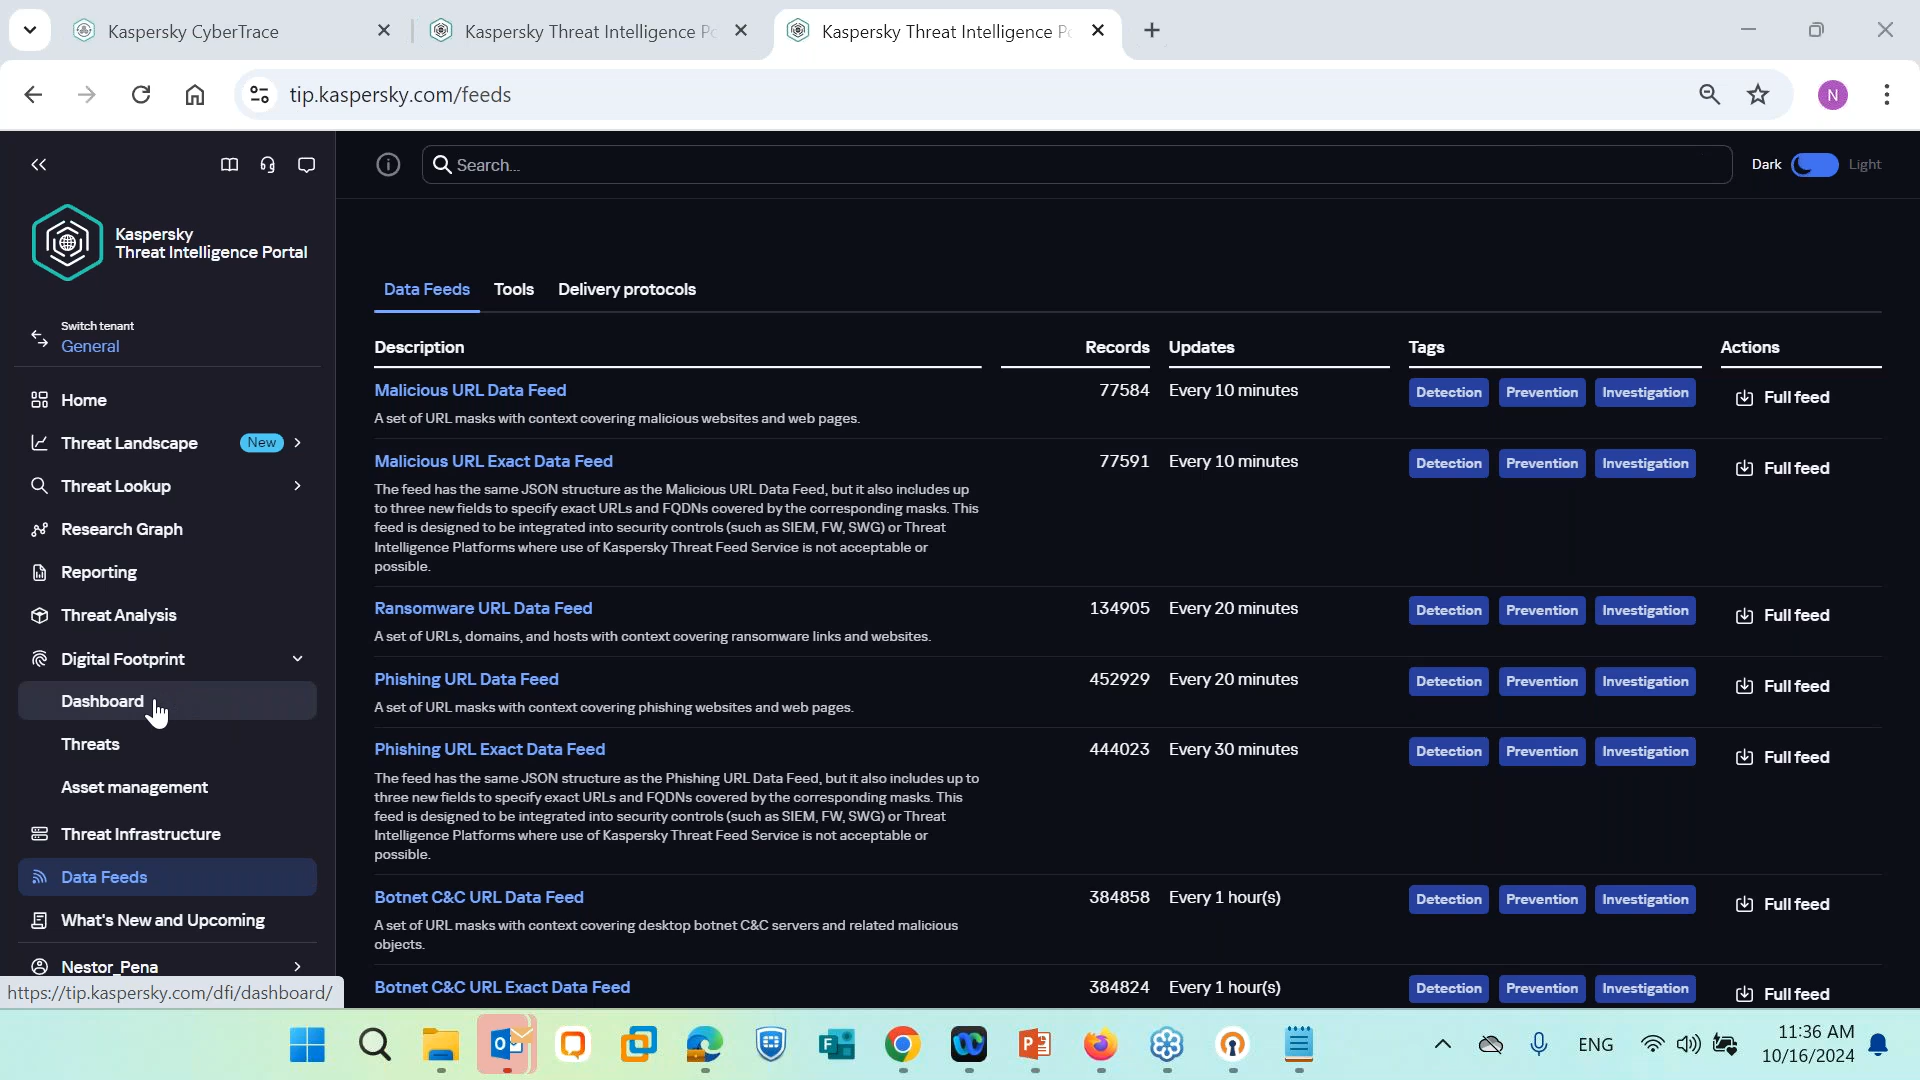 Kaspersky CyberTrace
Kaspersky Threat Intelligence Po
Kaspersky Threat Intelligence Po
tip.kaspersky.com/feeds
N
Search...
Dark
Light
Kaspersky
Threat Intelligence Portal
Switch tenant
General
Home
Threat Landscape New
Threat Lookup
Research Graph
Reporting
Threat Analysis
Digital Footprint
Dashboard
Threats
Asset management
Threat Infrastructure
Data Feeds
What's New and Upcoming
Nestor_Pena
https://tip.kaspersky.com/dfi/dashboard/
Data Feeds Tools Delivery protocols
Description Records Updates Tags Actions
Malicious URL Data Feed 77584 Every 10 minutes Detection Prevention Investigation Full feed
A set of URL masks with context covering malicious websites and web pages.
Malicious URL Exact Data Feed 77591 Every 10 minutes Detection Prevention Investigation Full feed
The feed has the same JSON structure as the Malicious URL Data Feed, but it also includes up
to three new fields to specify exact URLs and FQDNs covered by the corresponding masks. This
feed is designed to be integrated into security controls (such as SIEM, FW, SWG) or Threat
Intelligence Platforms where use of Kaspersky Threat Feed Service is not acceptable or
possible.
Ransomware URL Data Feed 134905 Every 20 minutes Detection Prevention Investigation Full feed
A set of URLs, domains, and hosts with context covering ransomware links and websites.
Phishing URL Data Feed 452929 Every 20 minutes Detection Prevention Investigation Full feed
A set of URL masks with context covering phishing websites and web pages.
Phishing URL Exact Data Feed 444023 Every 30 minutes Detection Prevention Investigation Full feed
The feed has the same JSON structure as the Phishing URL Data Feed, but it also includes up to
three new fields to specify exact URLs and FQDNs covered by the corresponding masks. This
feed is designed to be integrated into security controls (such as SIEM, FW, SWG) or Threat
Intelligence Platforms where use of Kaspersky Threat Feed Service is not acceptable or
possible.
Botnet C&C URL Data Feed 384858 Every 1 hour(s) Detection Prevention Investigation Full feed
A set of URL masks with context covering desktop botnet C&C servers and related malicious
objects.
Botnet C&C URL Exact Data Feed 384824 Every 1 hour(s) Detection Prevention Investigation Full feed
ENG
11:36 AM
10/16/2024